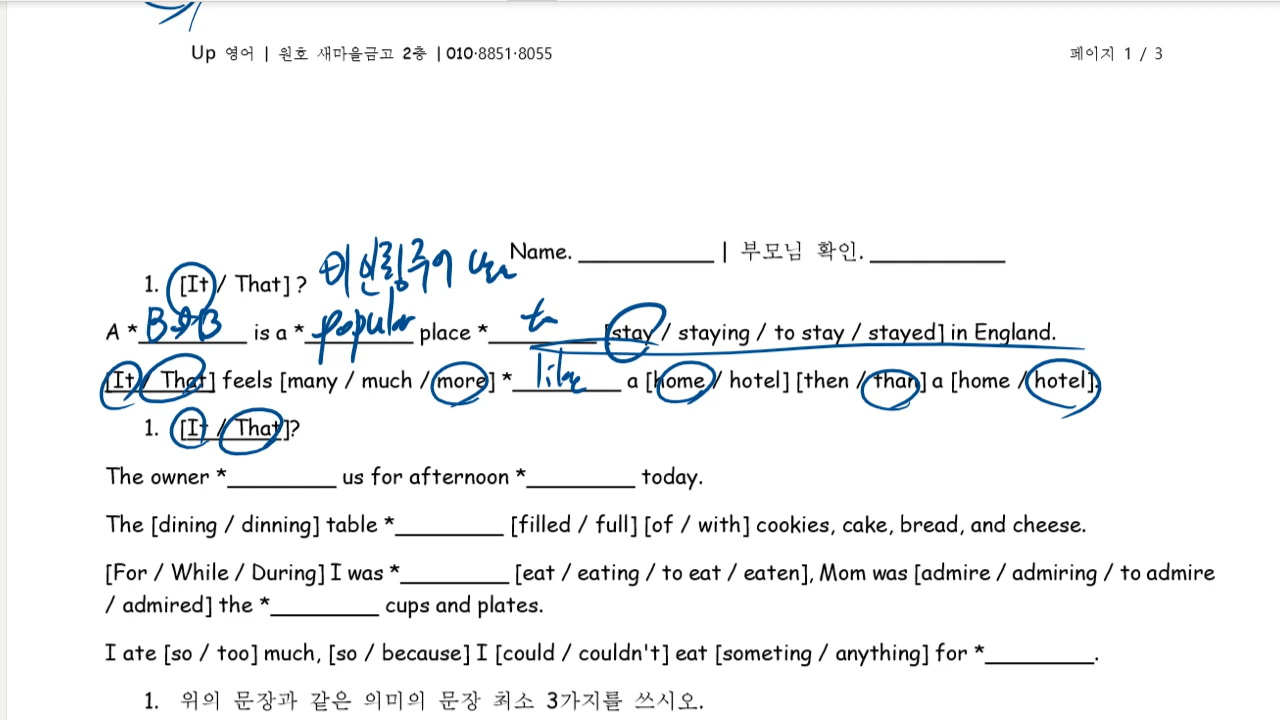 Up 영어 | 원호 새마을금고 2층 | 010·8851·8055 페이지 1 / 3
Name. ____________ | 부모님 확인. ____________
1. [It / That] ?
A * B&B is a * popular place * to [stay / staying / to stay / stayed] in England.
[It / That] feels [many / much / more] * like a [home / hotel] [then / than] a [home / hotel].
1. [It / That]?
The owner *__________ us for afternoon *__________ today.
The [dining / dinning] table *__________ [filled / full] [of / with] cookies, cake, bread, and cheese.
[For / While / During] I was *__________ [eat / eating / to eat / eaten], Mom was [admire / admiring / to admire
/ admired] the *__________ cups and plates.
I ate [so / too] much, [so / because] I [could / couldn't] eat [someting / anything] for *__________.
1. 위의 문장과 같은 의미의 문장 최소 3가지를 쓰시오.